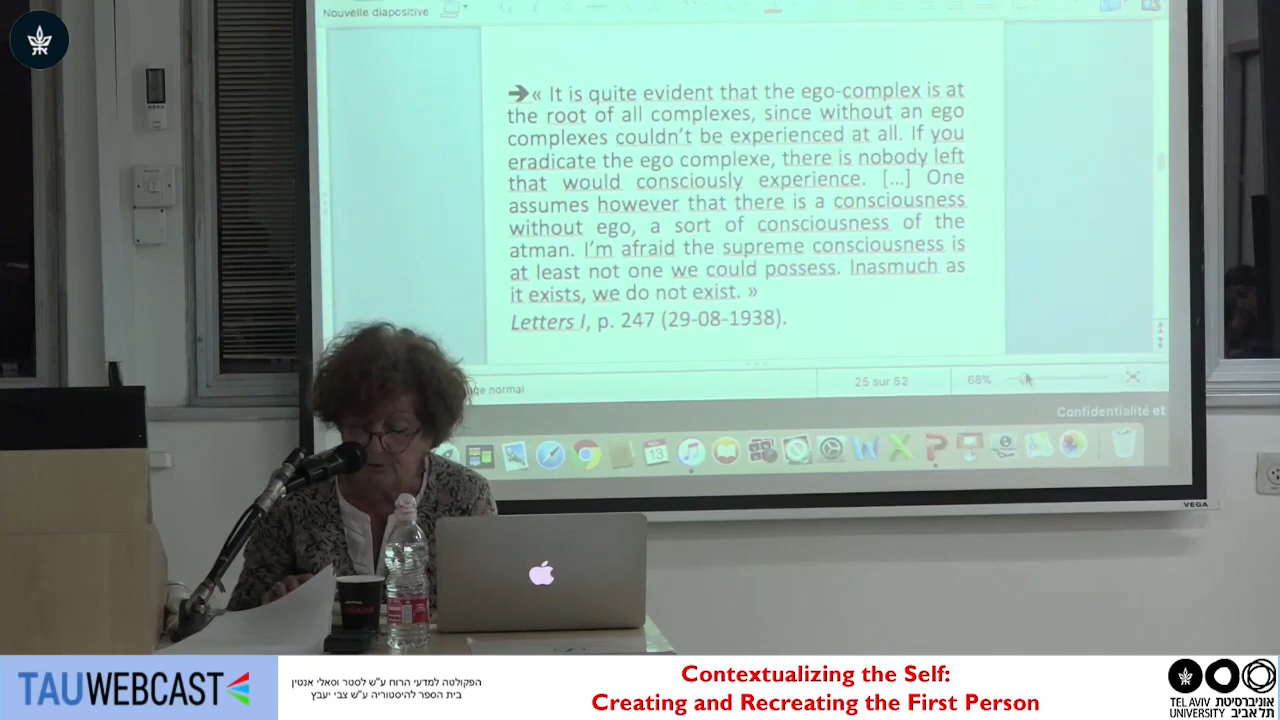 Nouvelle diapositive
➔« It is quite evident that the ego-complex is at
the root of all complexes, since without an ego
complexes couldn't be experienced at all. If you
eradicate the ego complexe, there is nobody left
that would consciously experience. […] One
assumes however that there is a consciousness
without ego, a sort of consciousness of the
atman. I'm afraid the supreme consciousness is
at least not one we could possess. Inasmuch as
it exists, we do not exist. »
Letters I, p. 247 (29-08-1938).
age normal
25 sur 52
68%
Confidentialité et
13
VEGA
TAUWEBCAST
הפקולטה למדעי הרוח ע"ש לסטר וסאלי אנטין
בית הספר להיסטוריה ע"ש צבי יעבץ
Contextualizing the Self:
Creating and Recreating the First Person
TEL AVIV אוניברסיטת
UNIVERSITY תל אביב